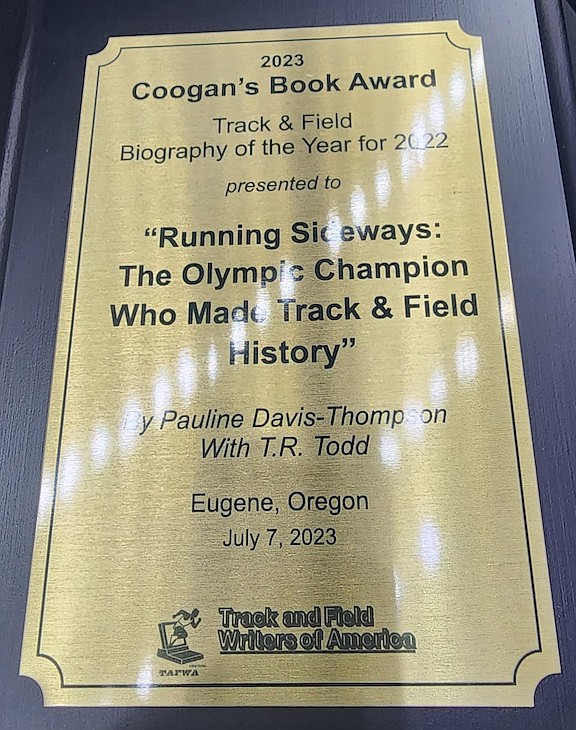 2023
Coogan's Book Award
Track & Field
Biography of the Year for 2022
presented to
“Running Sideways:
The Olympic Champion
Who Made Track & Field
History”
By Pauline Davis-Thompson
With T.R. Todd
Eugene, Oregon
July 7, 2023
Track and Field
Writers of America
TAFWA